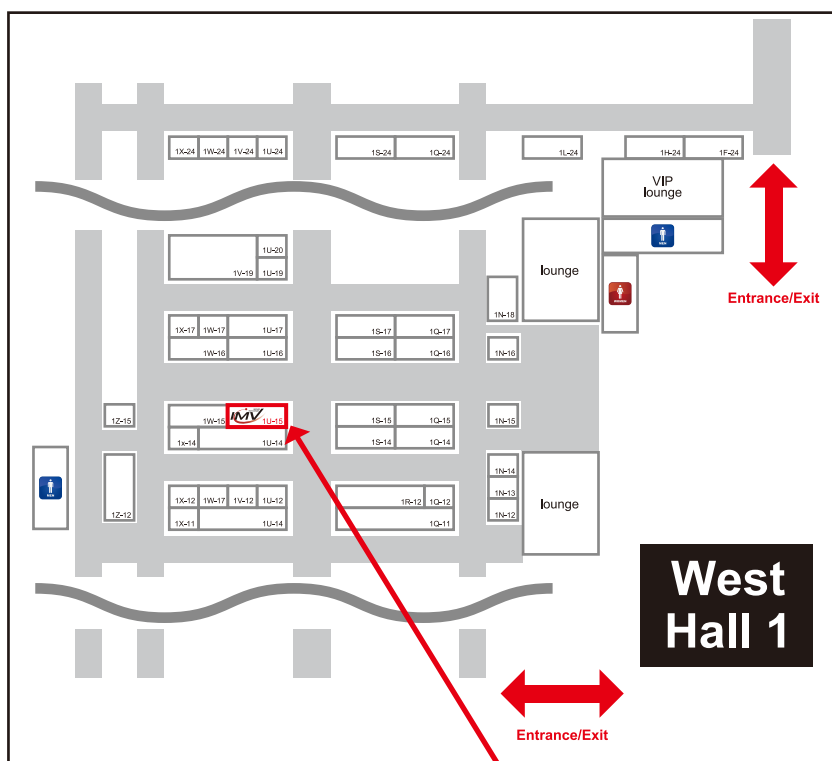 1X-24 1W-24 1V-24 1U-24 1S-24 1Q-24 1L-24 1H-24 1F-24
VIP
lounge
MEN
1U-20
1V-19 1U-19
lounge
WOMEN
Entrance/Exit
1N-18
1X-17 1W-17 1U-17 1S-17 1Q-17
1W-16 1U-16 1S-16 1Q-16 1N-16
1Z-15 1W-15 IMV 1U-15 1S-15 1Q-15 1N-15
1x-14 1U-14 1S-14 1Q-14
1N-14
MEN
1X-12 1W-17 1V-12 1U-12 1R-12 1Q-12 1N-13
1Z-12 1X-11 1U-14 1Q-11 1N-12
lounge
West
Hall 1
Entrance/Exit